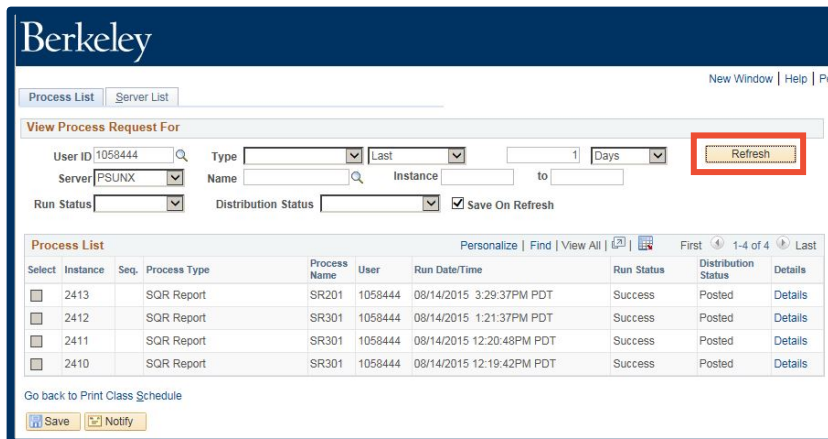 Berkeley
New Window | Help |
Process List Server List
View Process Request For
User ID 1058444 Type Last 1 Days Refresh
Server PSUNX Name Instance to
Run Status Distribution Status Save On Refresh
Process List Personalize | Find | View All | | First 1-4 of 4 Last
Select Instance Seq. Process Type Process Name User Run Date/Time Run Status Distribution Status Details
2413 SQR Report SR201 1058444 08/14/2015 3:29:37PM PDT Success Posted Details
2412 SQR Report SR301 1058444 08/14/2015 1:21:37PM PDT Success Posted Details
2411 SQR Report SR301 1058444 08/14/2015 12:20:48PM PDT Success Posted Details
2410 SQR Report SR301 1058444 08/14/2015 12:19:42PM PDT Success Posted Details
Go back to Print Class Schedule
Save Notify